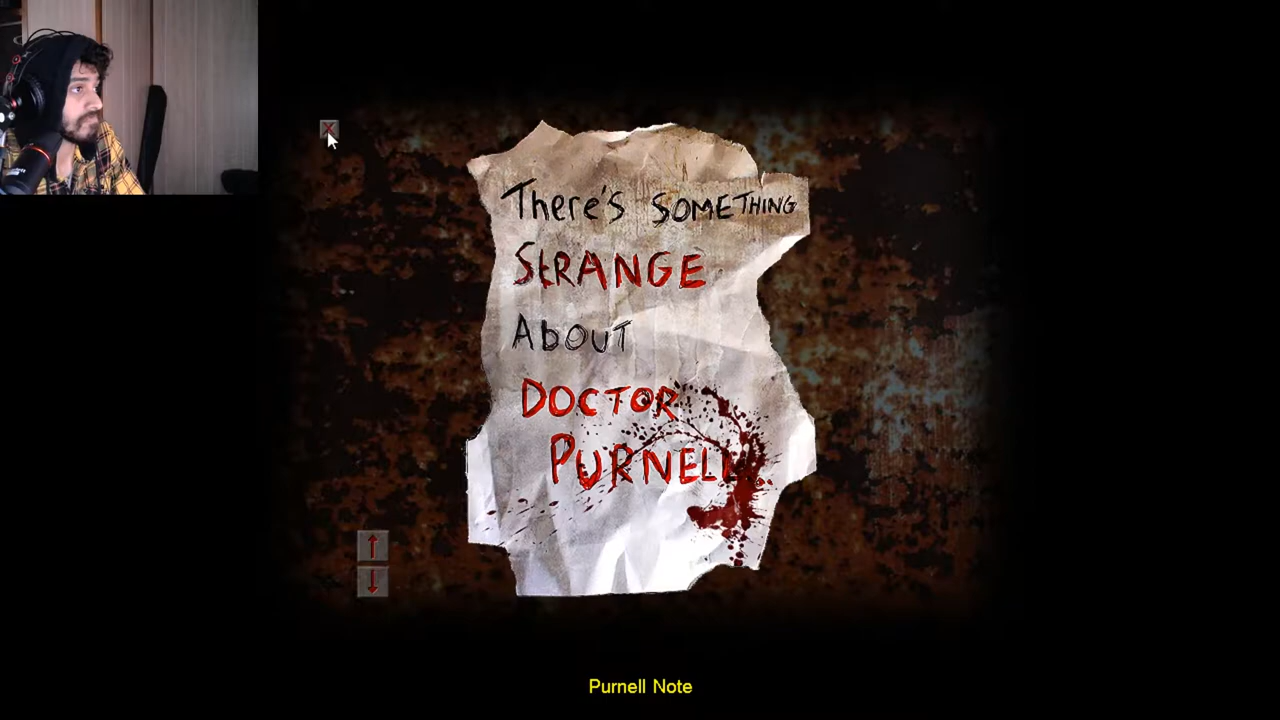 There's SOMETHING
STRANGE
About
DOCTOR
PURNELL...
Purnell Note